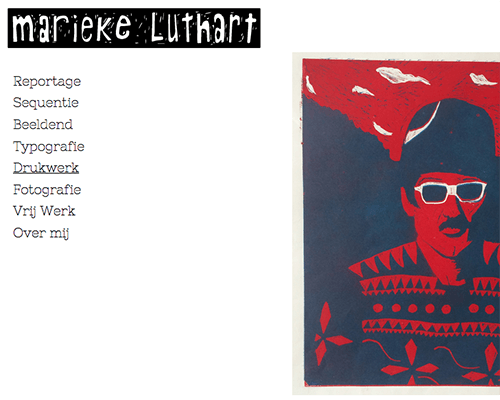 marieke Luthart
Reportage
Sequentie
Beeldend
Typografie
Drukwerk
Fotografie
Vrij Werk
Over mij